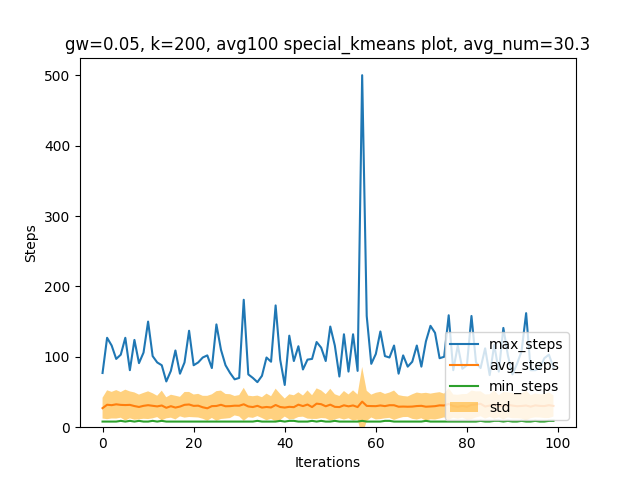 gw=0.05, k=200, avg100 special_kmeans plot, avg_num=30.3
500
400
300
200
100
0
Steps
max_steps
avg_steps
min_steps
std
0 20 40 60 80 100
Iterations